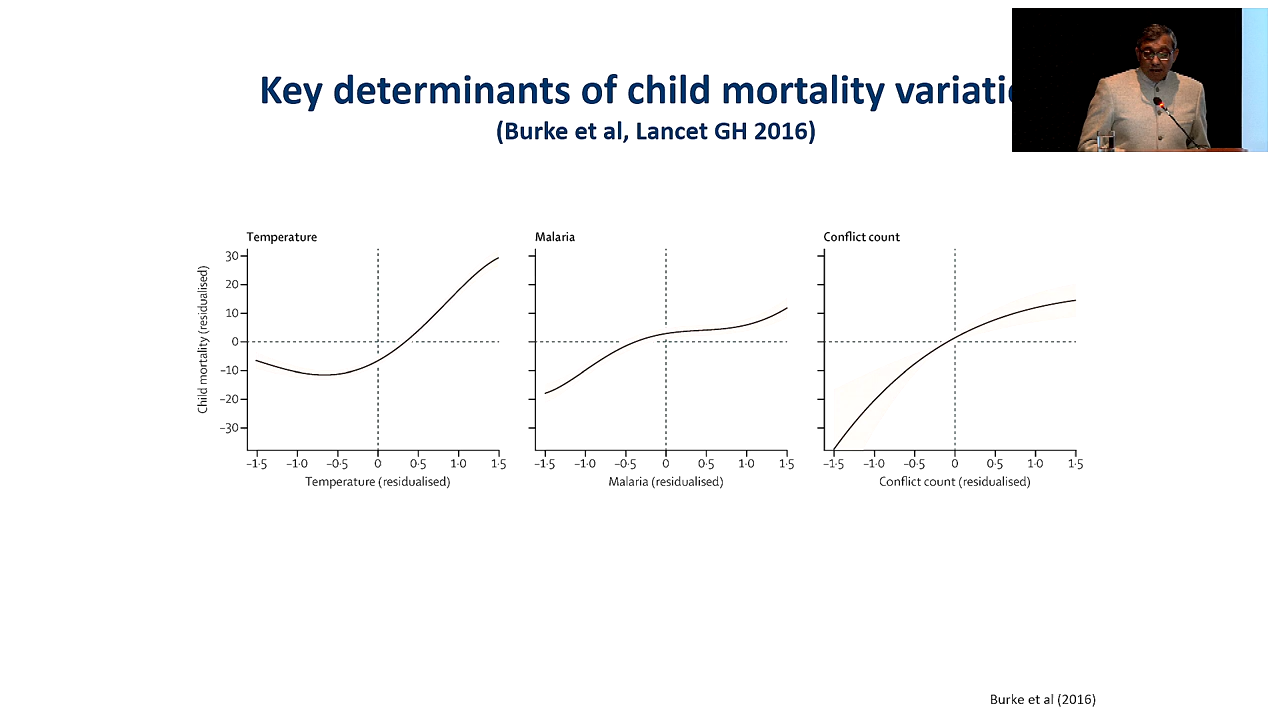 Key determinants of child mortality
(Burke et al, Lancet GH 2016)
Temperature
Malaria
Conflict count
Child mortality (residualised)
30
20
10
0
–10
–20
–30
–1·5 –1·0 –0·5 0 0·5 1·0 1·5
Temperature (residualised)
–1·5 –1·0 –0·5 0 0·5 1·0 1·5
Malaria (residualised)
–1·5 –1·0 –0·5 0 0·5 1·0 1·5
Conflict count (residualised)
Burke et al (2016)